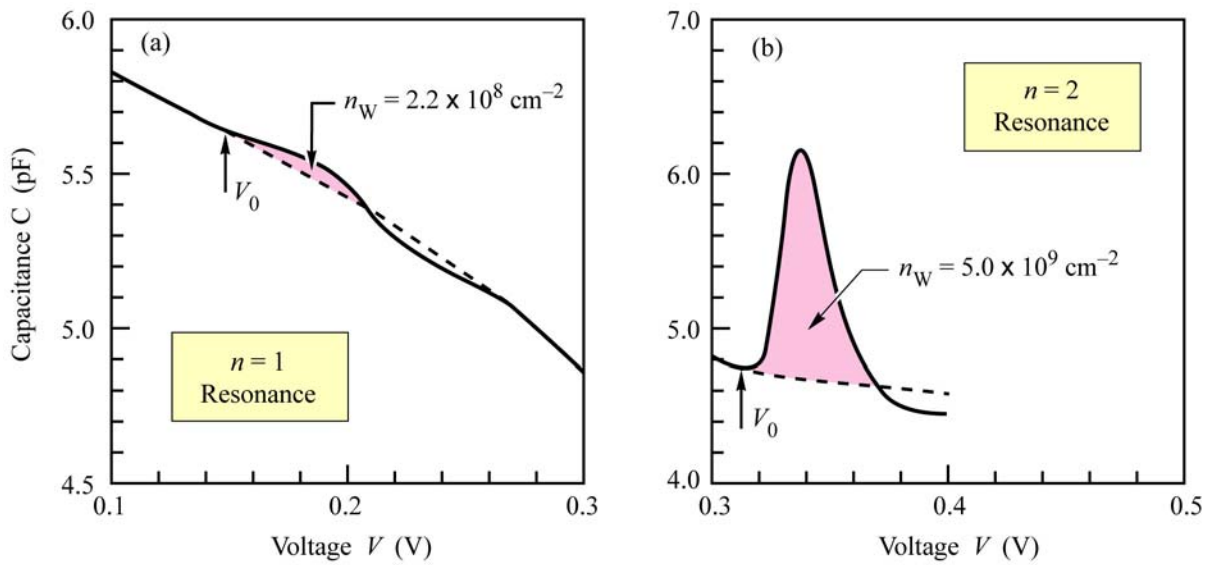 6.0
5.5
5.0
4.5
Capacitance C (pF)
(a)
n_W = 2.2 x 10^8 cm^–2
V_0
n = 1
Resonance
0.1
0.2
0.3
Voltage V (V)
7.0
6.0
5.0
4.0
(b)
n = 2
Resonance
n_W = 5.0 x 10^9 cm^–2
V_0
0.3
0.4
0.5
Voltage V (V)